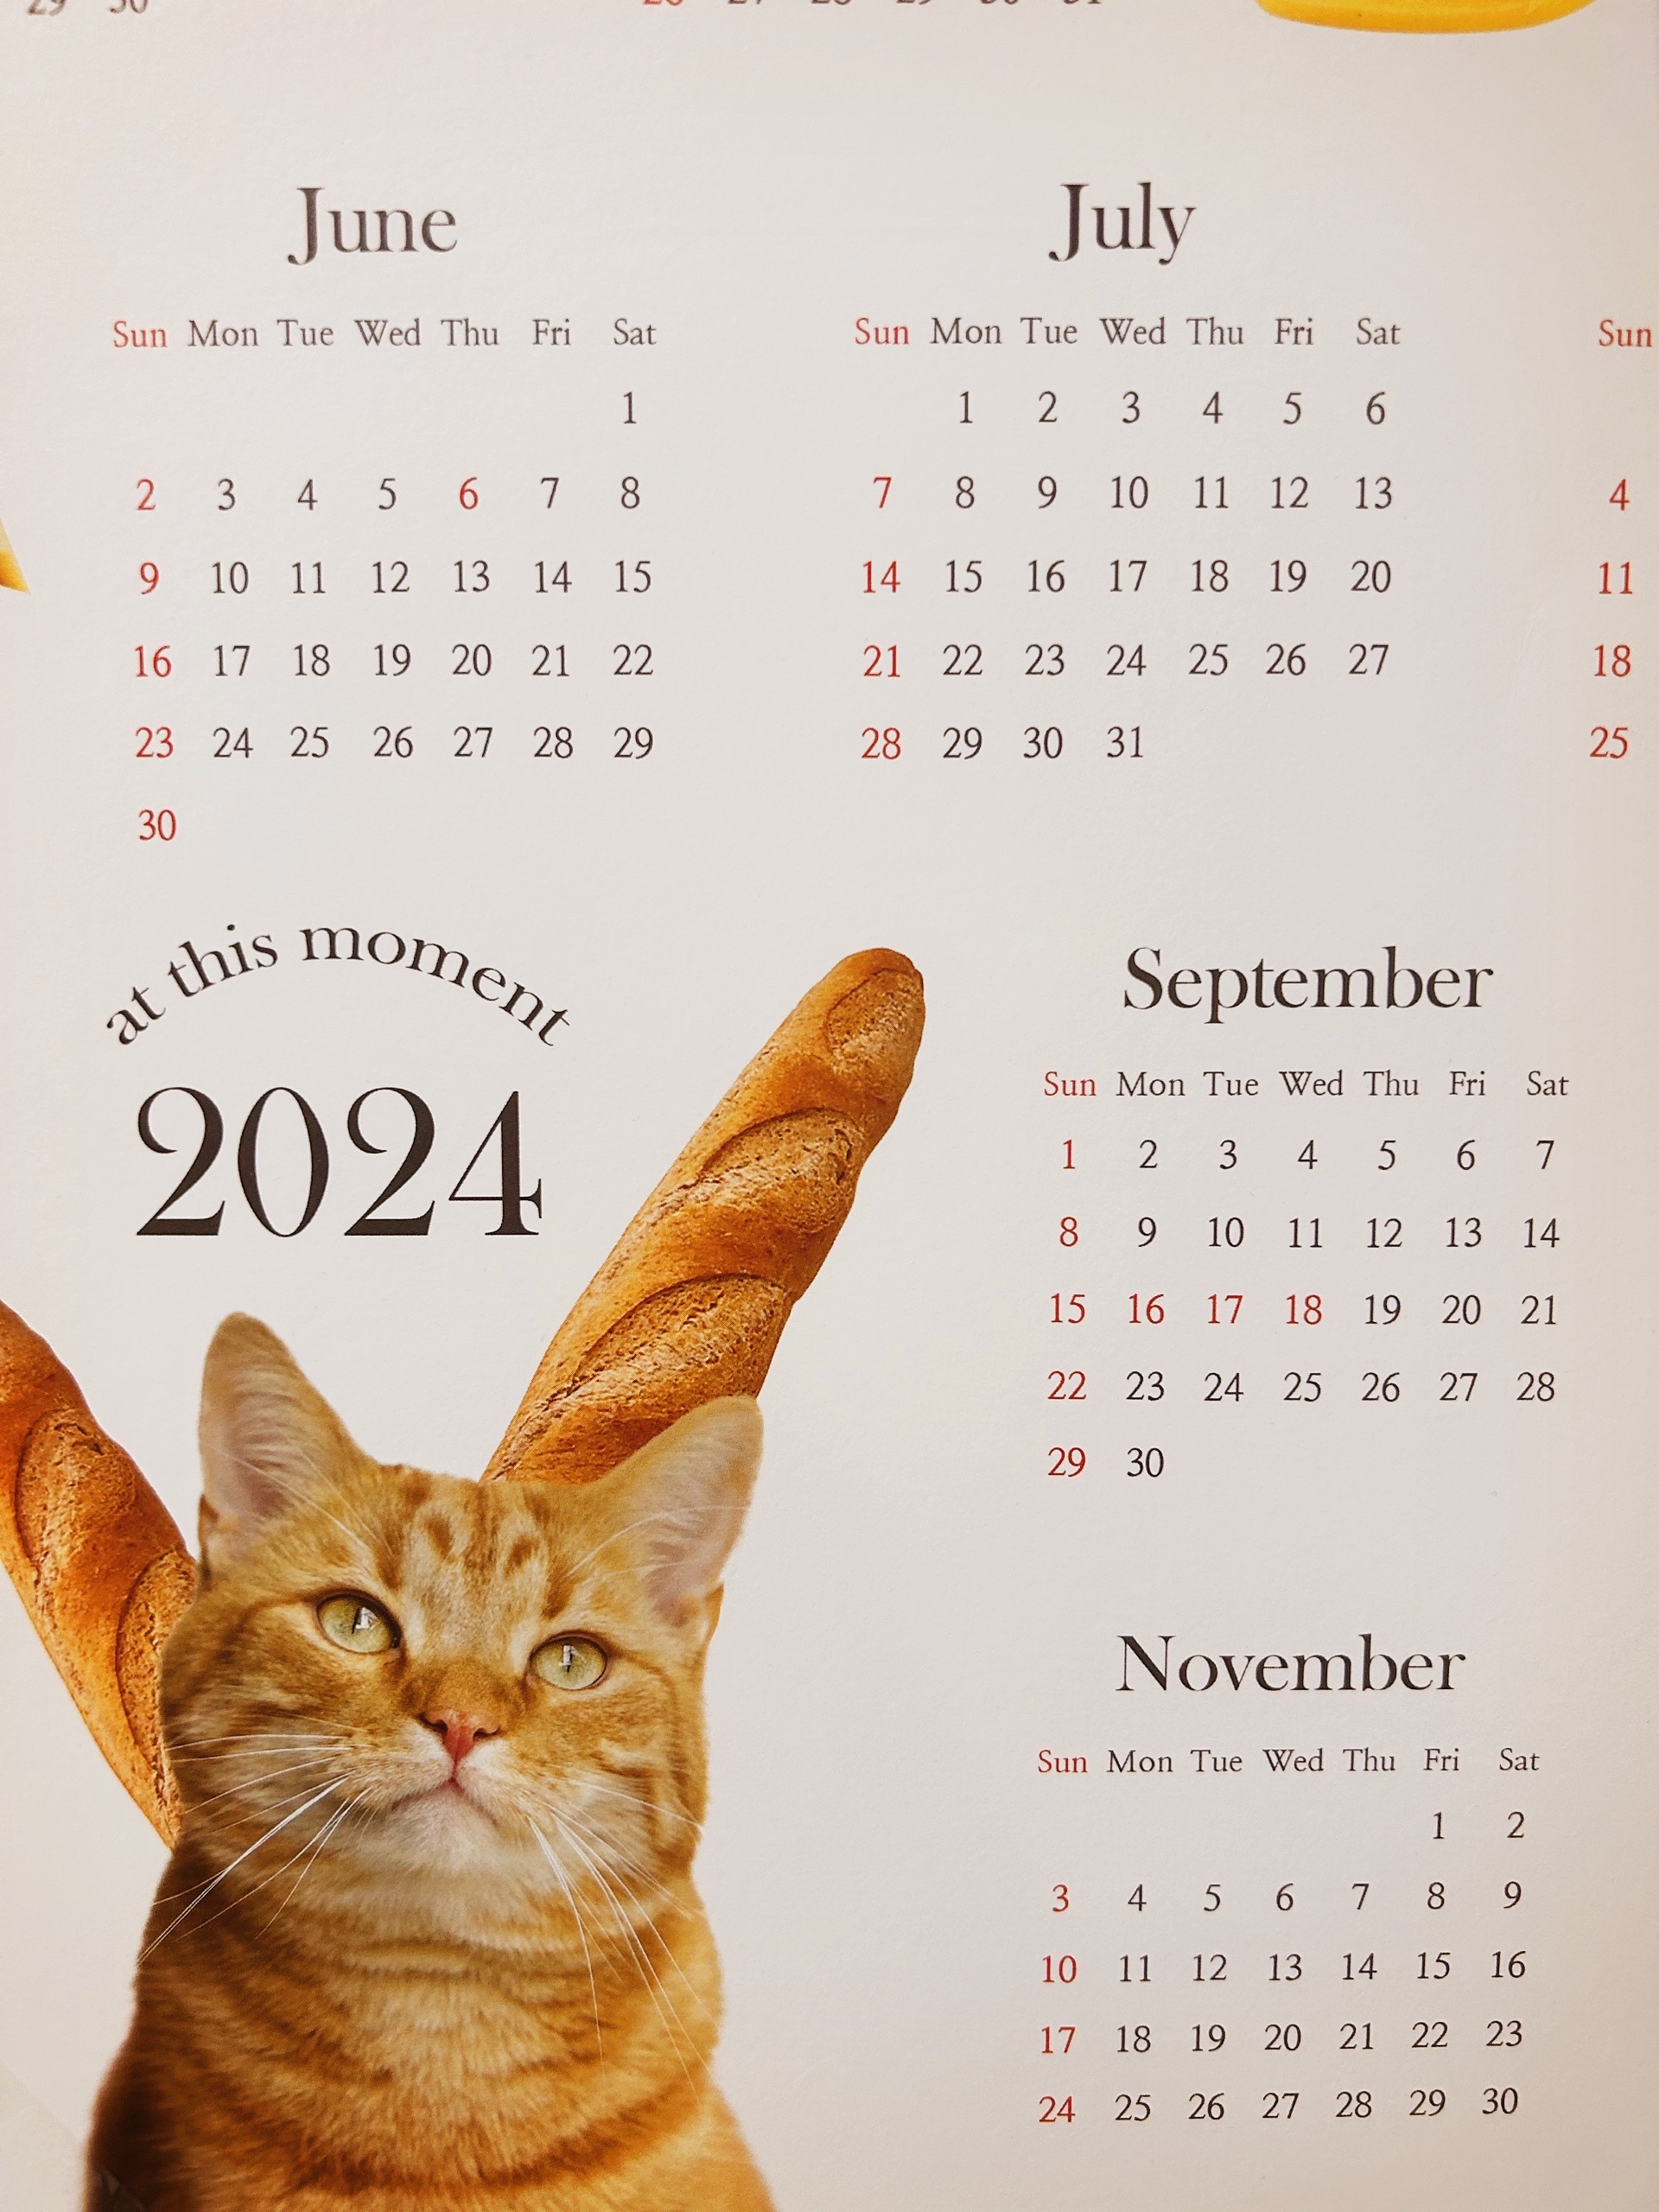 29 30
26 27 28 29 30 31
June
Sun Mon Tue Wed Thu Fri Sat
1
2 3 4 5 6 7 8
9 10 11 12 13 14 15
16 17 18 19 20 21 22
23 24 25 26 27 28 29
30
July
Sun Mon Tue Wed Thu Fri Sat
1 2 3 4 5 6
7 8 9 10 11 12 13
14 15 16 17 18 19 20
21 22 23 24 25 26 27
28 29 30 31
Sun
4
11
18
25
at this moment
2024
September
Sun Mon Tue Wed Thu Fri Sat
1 2 3 4 5 6 7
8 9 10 11 12 13 14
15 16 17 18 19 20 21
22 23 24 25 26 27 28
29 30
November
Sun Mon Tue Wed Thu Fri Sat
1 2
3 4 5 6 7 8 9
10 11 12 13 14 15 16
17 18 19 20 21 22 23
24 25 26 27 28 29 30